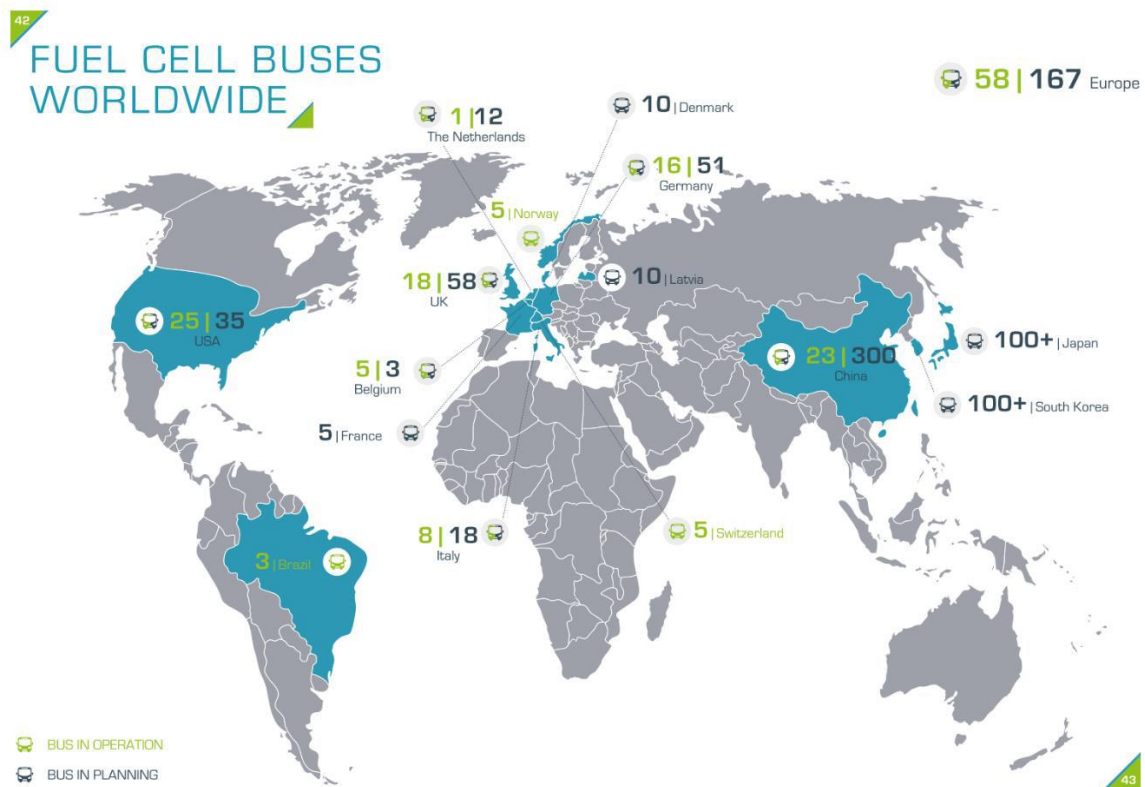 42
FUEL CELL BUSES
WORLDWIDE
58 | 167 Europe
1 | 12
The Netherlands
10 | Denmark
16 | 51
Germany
5 | Norway
18 | 58
UK
10 | Latvia
25 | 35
USA
5 | 3
Belgium
23 | 300
China
100+ | Japan
100+ | South Korea
5 | France
8 | 18
Italy
5 | Switzerland
3 | Brazil
BUS IN OPERATION
BUS IN PLANNING
43